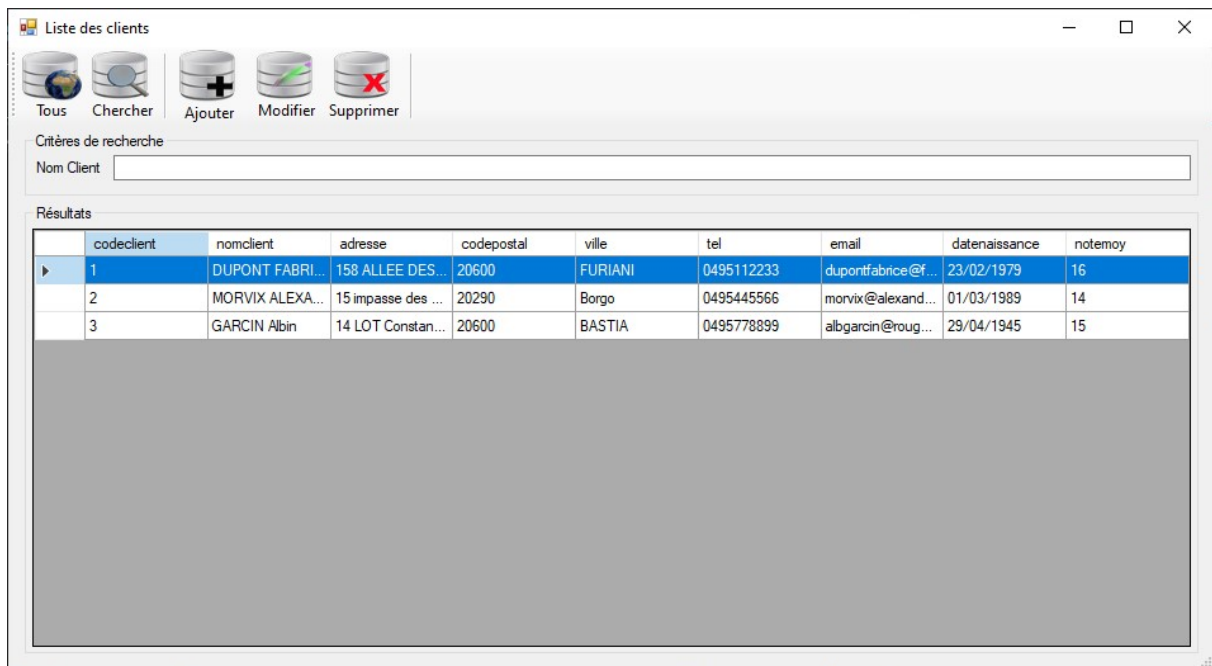 Liste des clients
Tous Chercher Ajouter Modifier Supprimer
Critères de recherche
Nom Client
Résultats
codeclient nomclient adresse codepostal ville tel email datenaissance notemoy
1 DUPONT FABRI... 158 ALLEE DES... 20600 FURIANI 0495112233 dupontfabrice@f... 23/02/1979 16
2 MORVIX ALEXA... 15 impasse des ... 20290 Borgo 0495445566 morvix@alexand... 01/03/1989 14
3 GARCIN Albin 14 LOT Constan... 20600 BASTIA 0495778899 albgarcin@roug... 29/04/1945 15